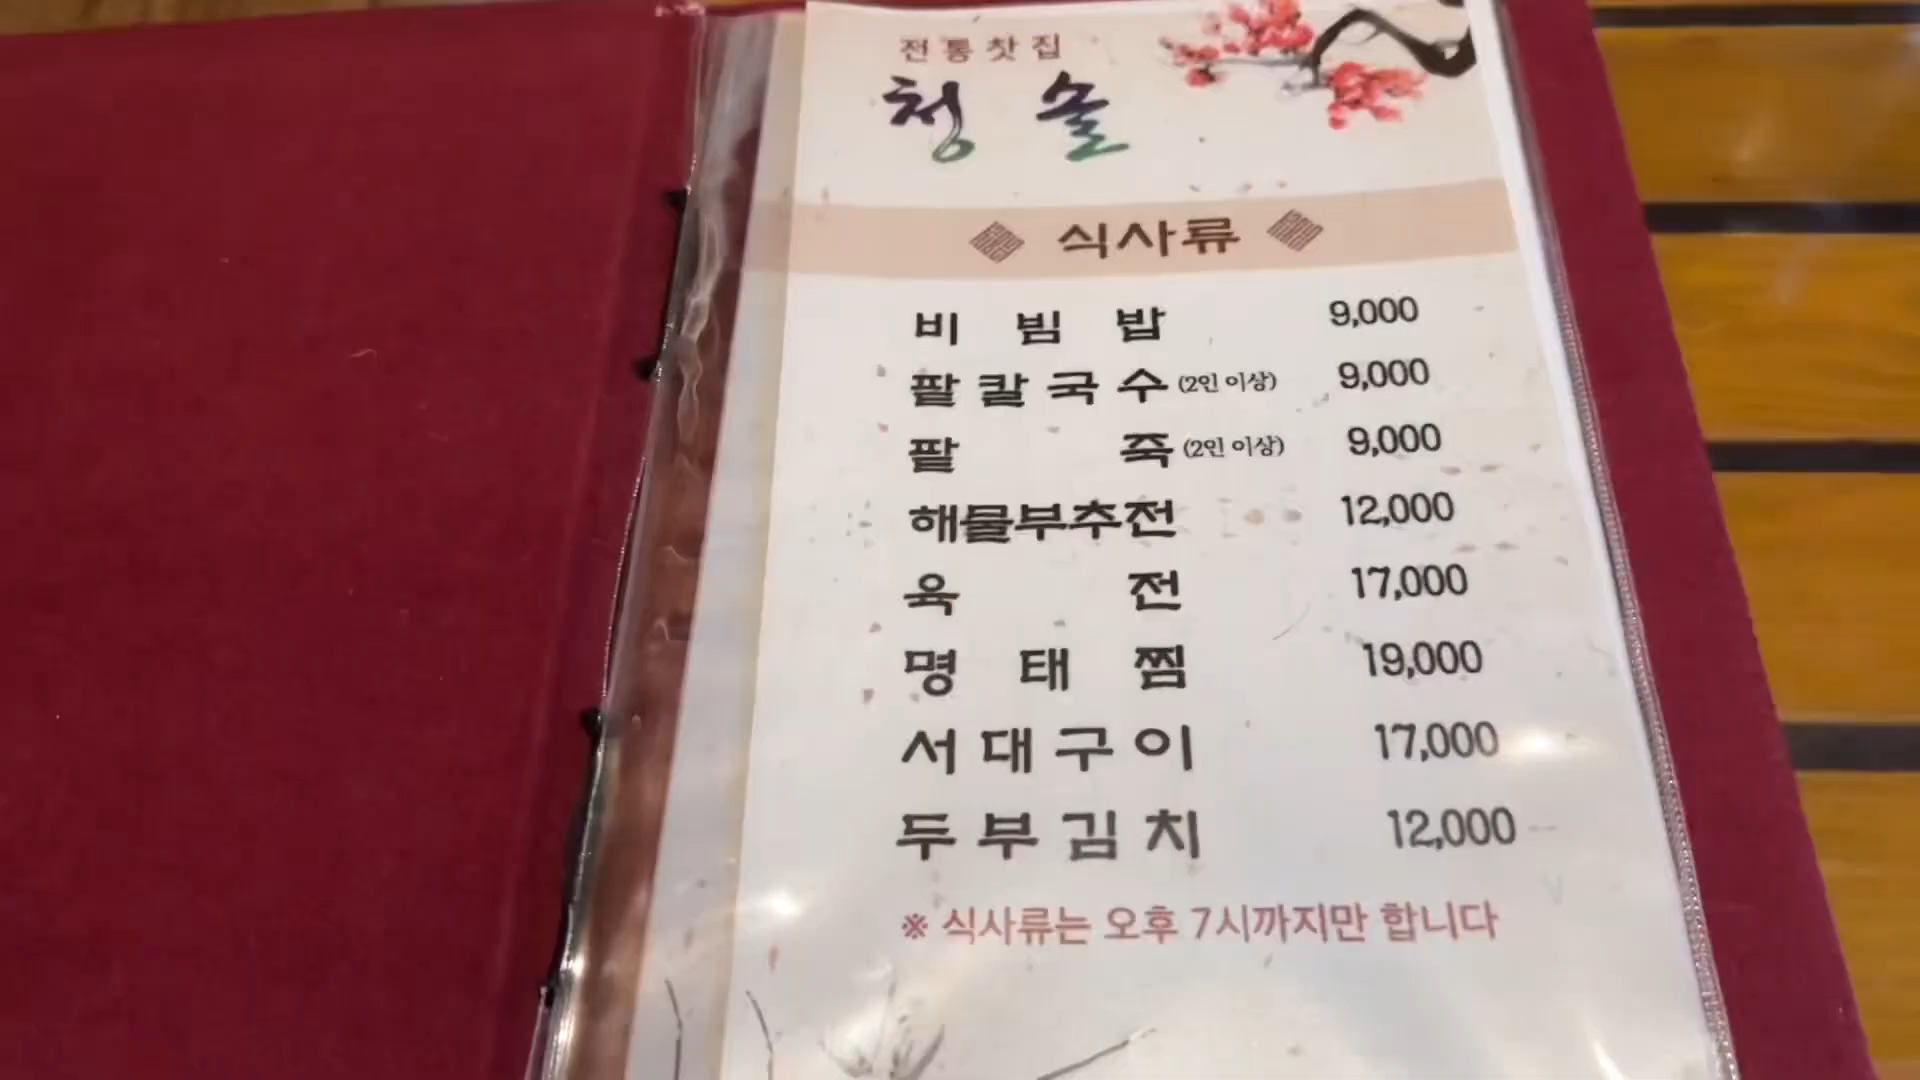 전통찻집
청솔
식사류
비빔밥 9,000
팥칼국수 (2인 이상) 9,000
팥죽 (2인 이상) 9,000
해물부추전 12,000
육전 17,000
명태찜 19,000
서대구이 17,000
두부김치 12,000
※ 식사류는 오후 7시까지만 합니다